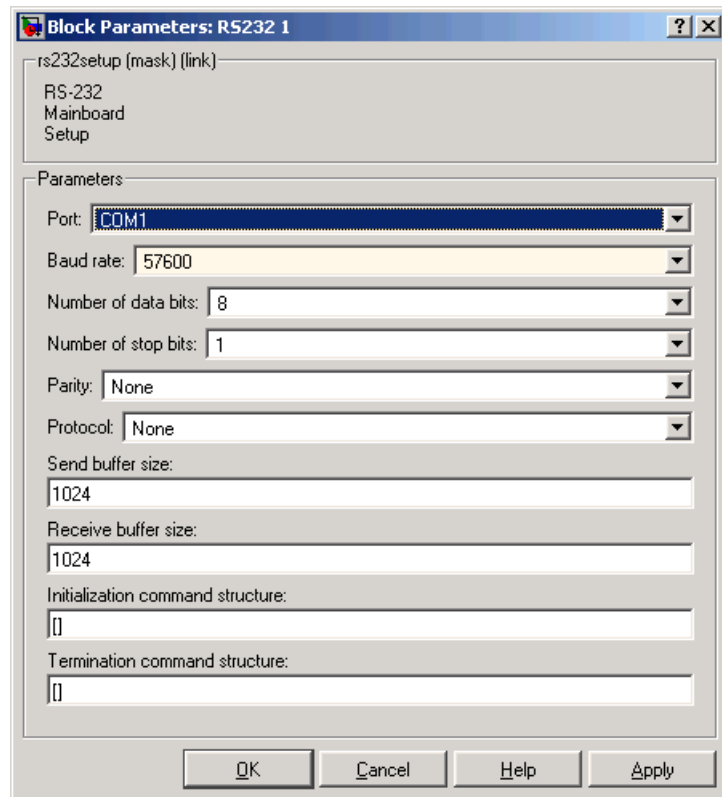 Block Parameters: RS232 1
rs232setup (mask) (link)
RS-232
Mainboard
Setup
Parameters
Port: COM1
Baud rate: 57600
Number of data bits: 8
Number of stop bits: 1
Parity: None
Protocol: None
Send buffer size:
1024
Receive buffer size:
1024
Initialization command structure:
[]
Termination command structure:
[]
OK Cancel Help Apply